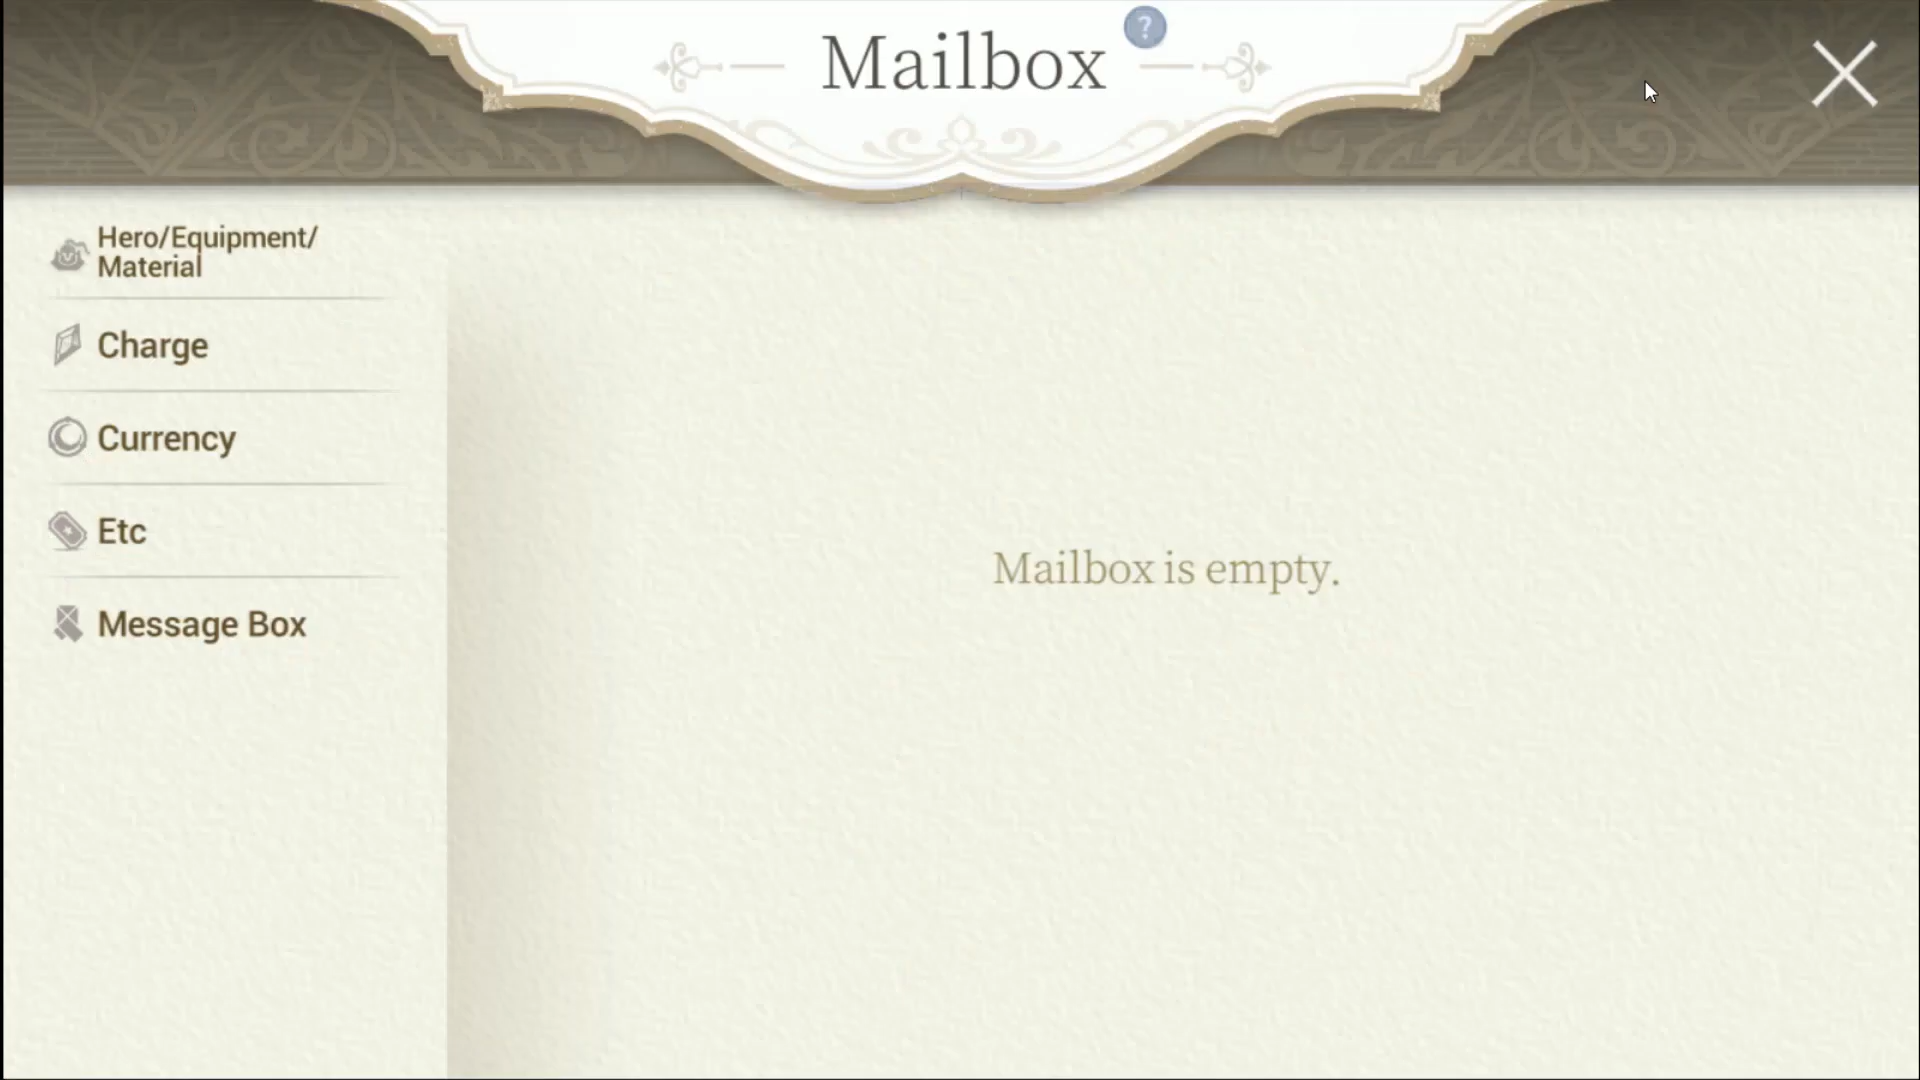 Mailbox
?
Hero/Equipment/
Material
Charge
Currency
Etc
Message Box
Mailbox is empty.